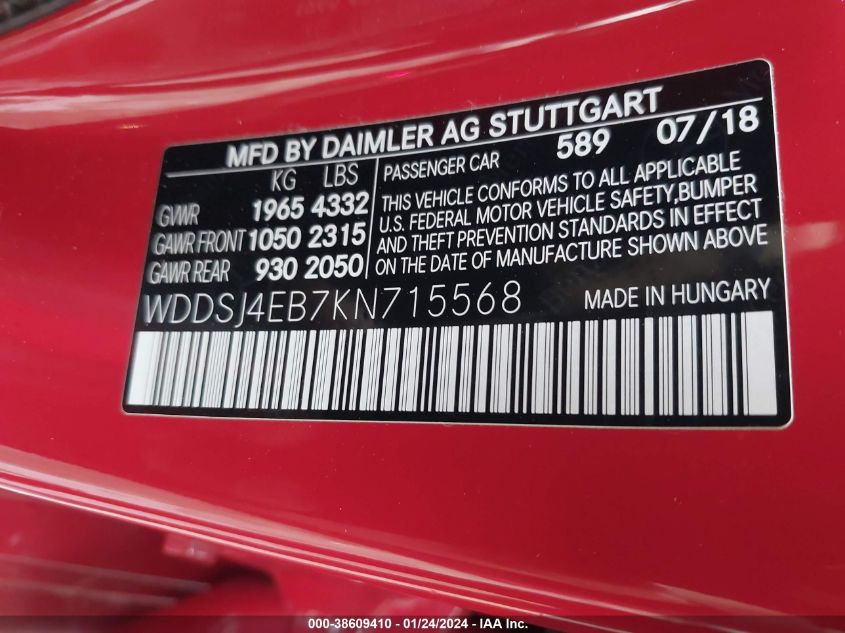 MFD BY DAIMLER AG STUTTGART
KG LBS
GVWR 1965 4332
GAWR FRONT 1050 2315
GAWR REAR 930 2050
PASSENGER CAR 589 07/18
THIS VEHICLE CONFORMS TO ALL APPLICABLE
U.S. FEDERAL MOTOR VEHICLE SAFETY,BUMPER
AND THEFT PREVENTION STANDARDS IN EFFECT
ON THE DATE OF MANUFACTURE SHOWN ABOVE
WDDSJ4EB7KN715568 MADE IN HUNGARY
000-38609410 - 01/24/2024 - IAA Inc.